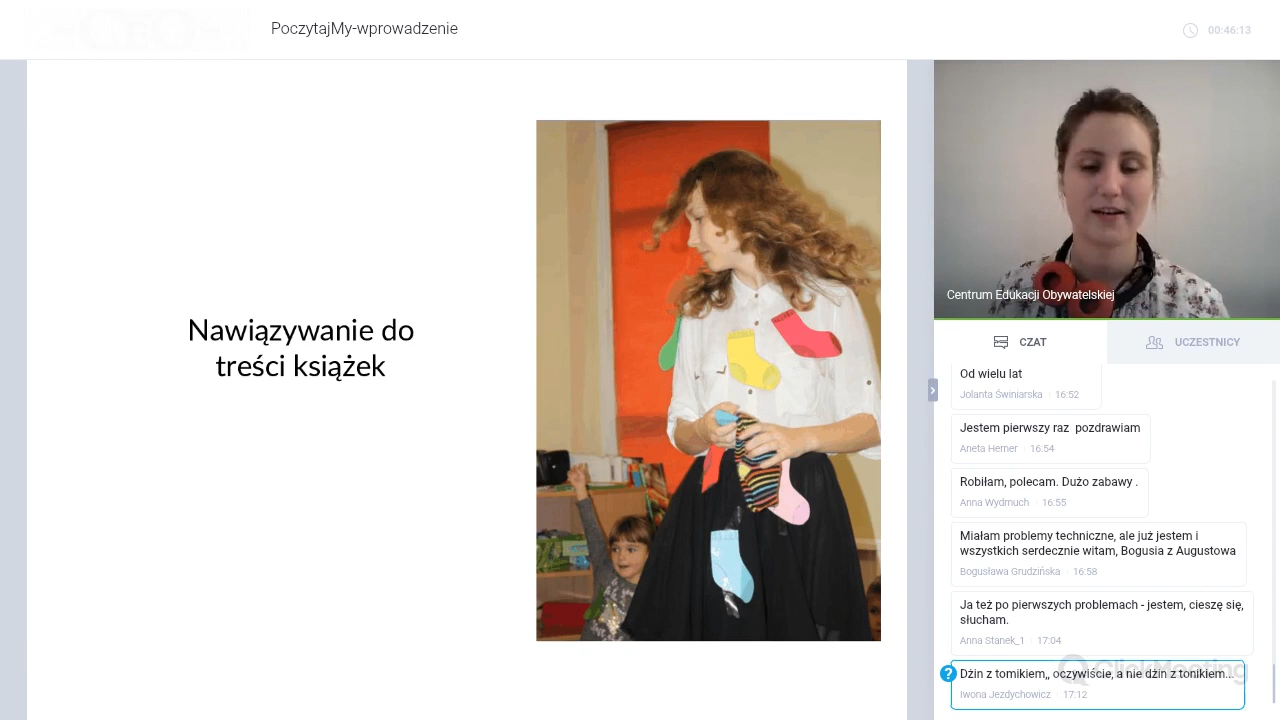 PoczytajMy-wprowadzenie
00:46:13
Nawiązywanie do
treści książek
Centrum Edukacji Obywatelskiej
CZAT
UCZESTNICY
Od wielu lat
Jolanta Świniarska 16:52
Jestem pierwszy raz pozdrawiam
Aneta Herner 16:54
Robiłam, polecam. Dużo zabawy .
Anna Wydmuch 16:55
Miałam problemy techniczne, ale już jestem i
wszystkich serdecznie witam, Bogusia z Augustowa
Bogusława Grudzińska 16:58
Ja też po pierwszych problemach - jestem, cieszę się,
słucham.
Anna Stanek_1 17:04
ClickMeeting
? Dżin z tomikiem,, oczywiście, a nie dżin z tonikiem...
Iwona Jezdychowicz 17:12